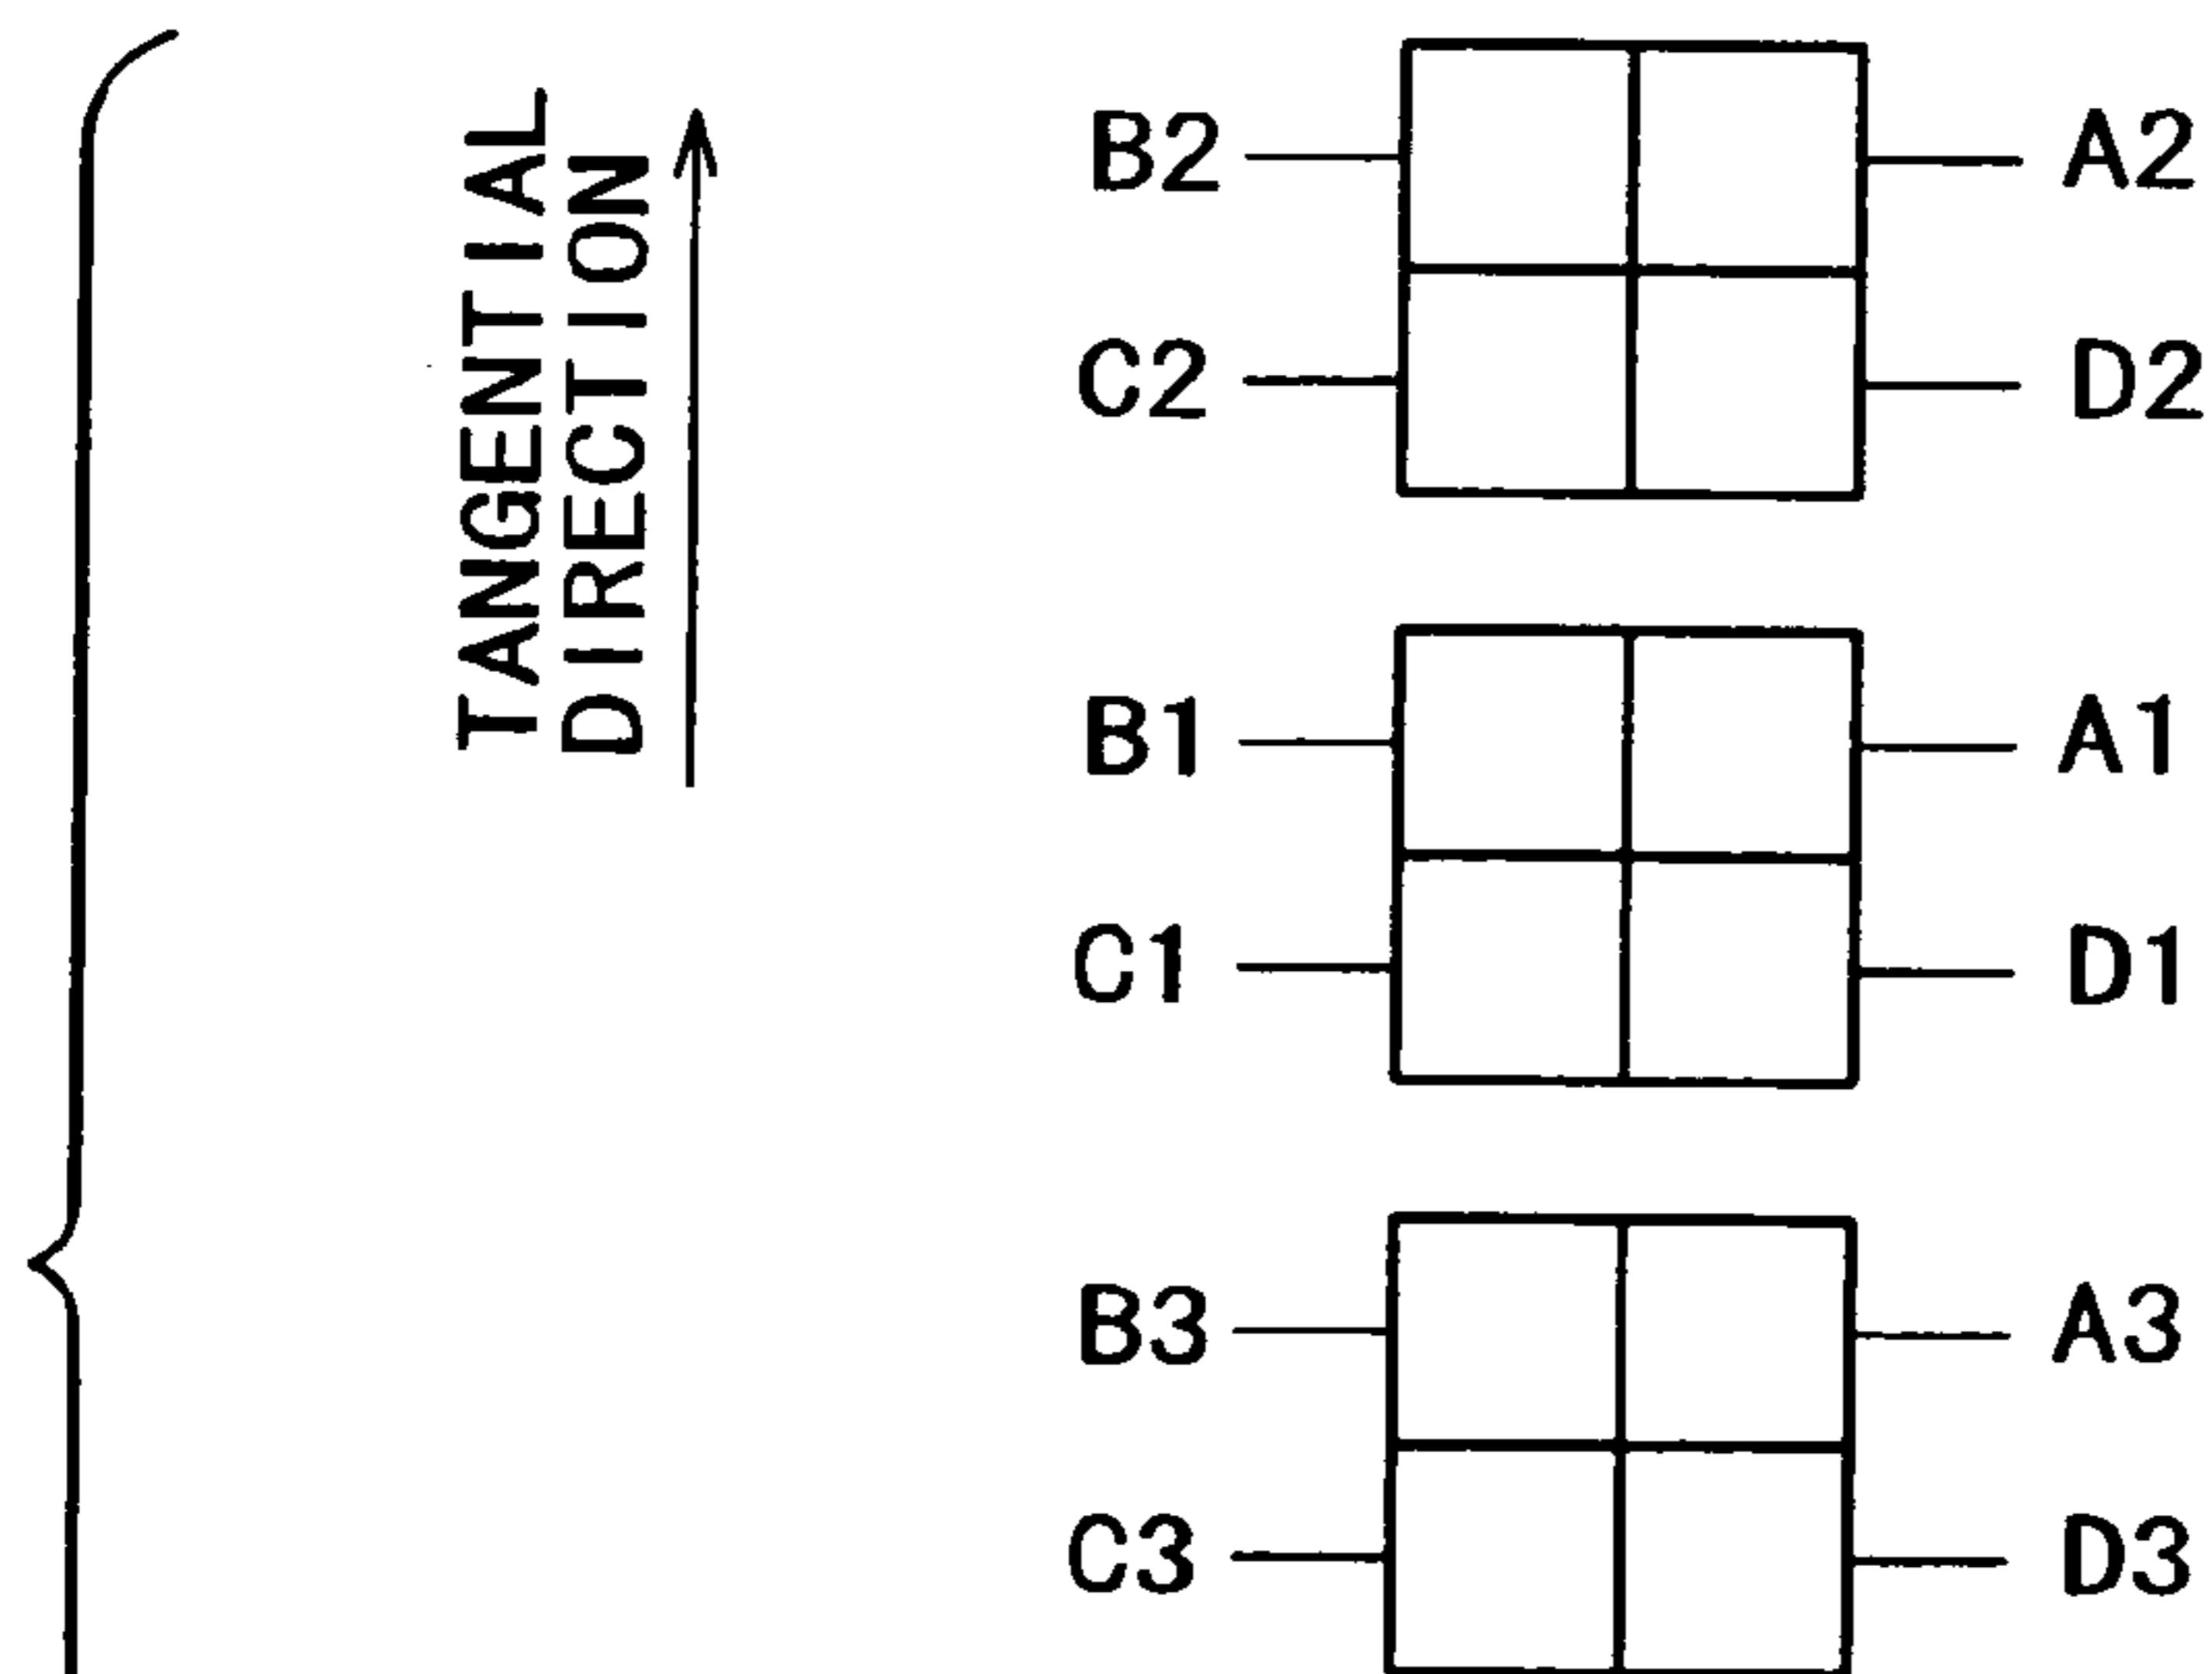 TANGENTIAL
DIRECTION
B2 A2
C2 D2
B1 A1
C1 D1
B3 A3
C3 D3